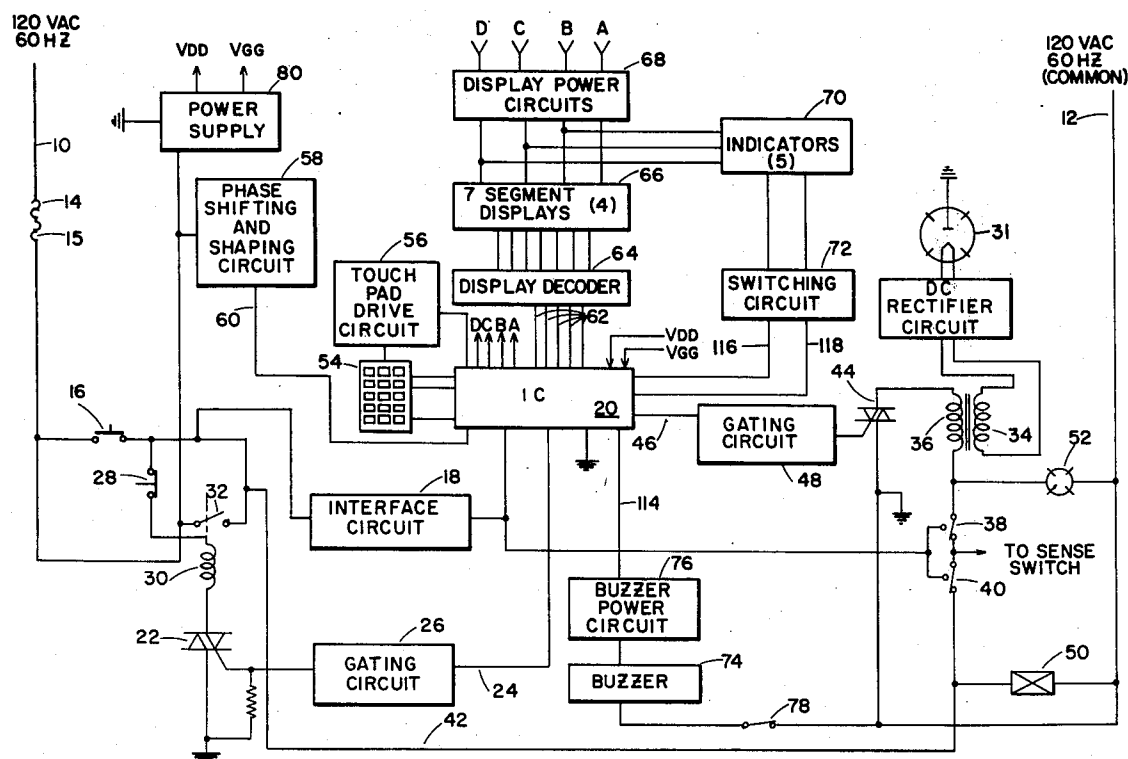 120 VAC
60 HZ
VDD VGG
80
POWER
SUPPLY
10
14
15
58
PHASE
SHIFTING
AND
SHAPING
CIRCUIT
60
D C B A
68
DISPLAY POWER
CIRCUITS
70
INDICATORS
(5)
66
7 SEGMENT
DISPLAYS (4)
56
TOUCH
PAD
DRIVE
CIRCUIT
64
DISPLAY DECODER
62
72
SWITCHING
CIRCUIT
120 VAC
60 HZ
(COMMON)
12
31
DC
RECTIFIER
CIRCUIT
DCBA
VDD
VGG
116
118
54
IC
20
44
46
GATING
CIRCUIT
48
36
34
52
16
28
32
18
INTERFACE
CIRCUIT
114
38
TO SENSE
SWITCH
40
30
76
BUZZER
POWER
CIRCUIT
22
26
GATING
CIRCUIT
24
74
BUZZER
50
78
42